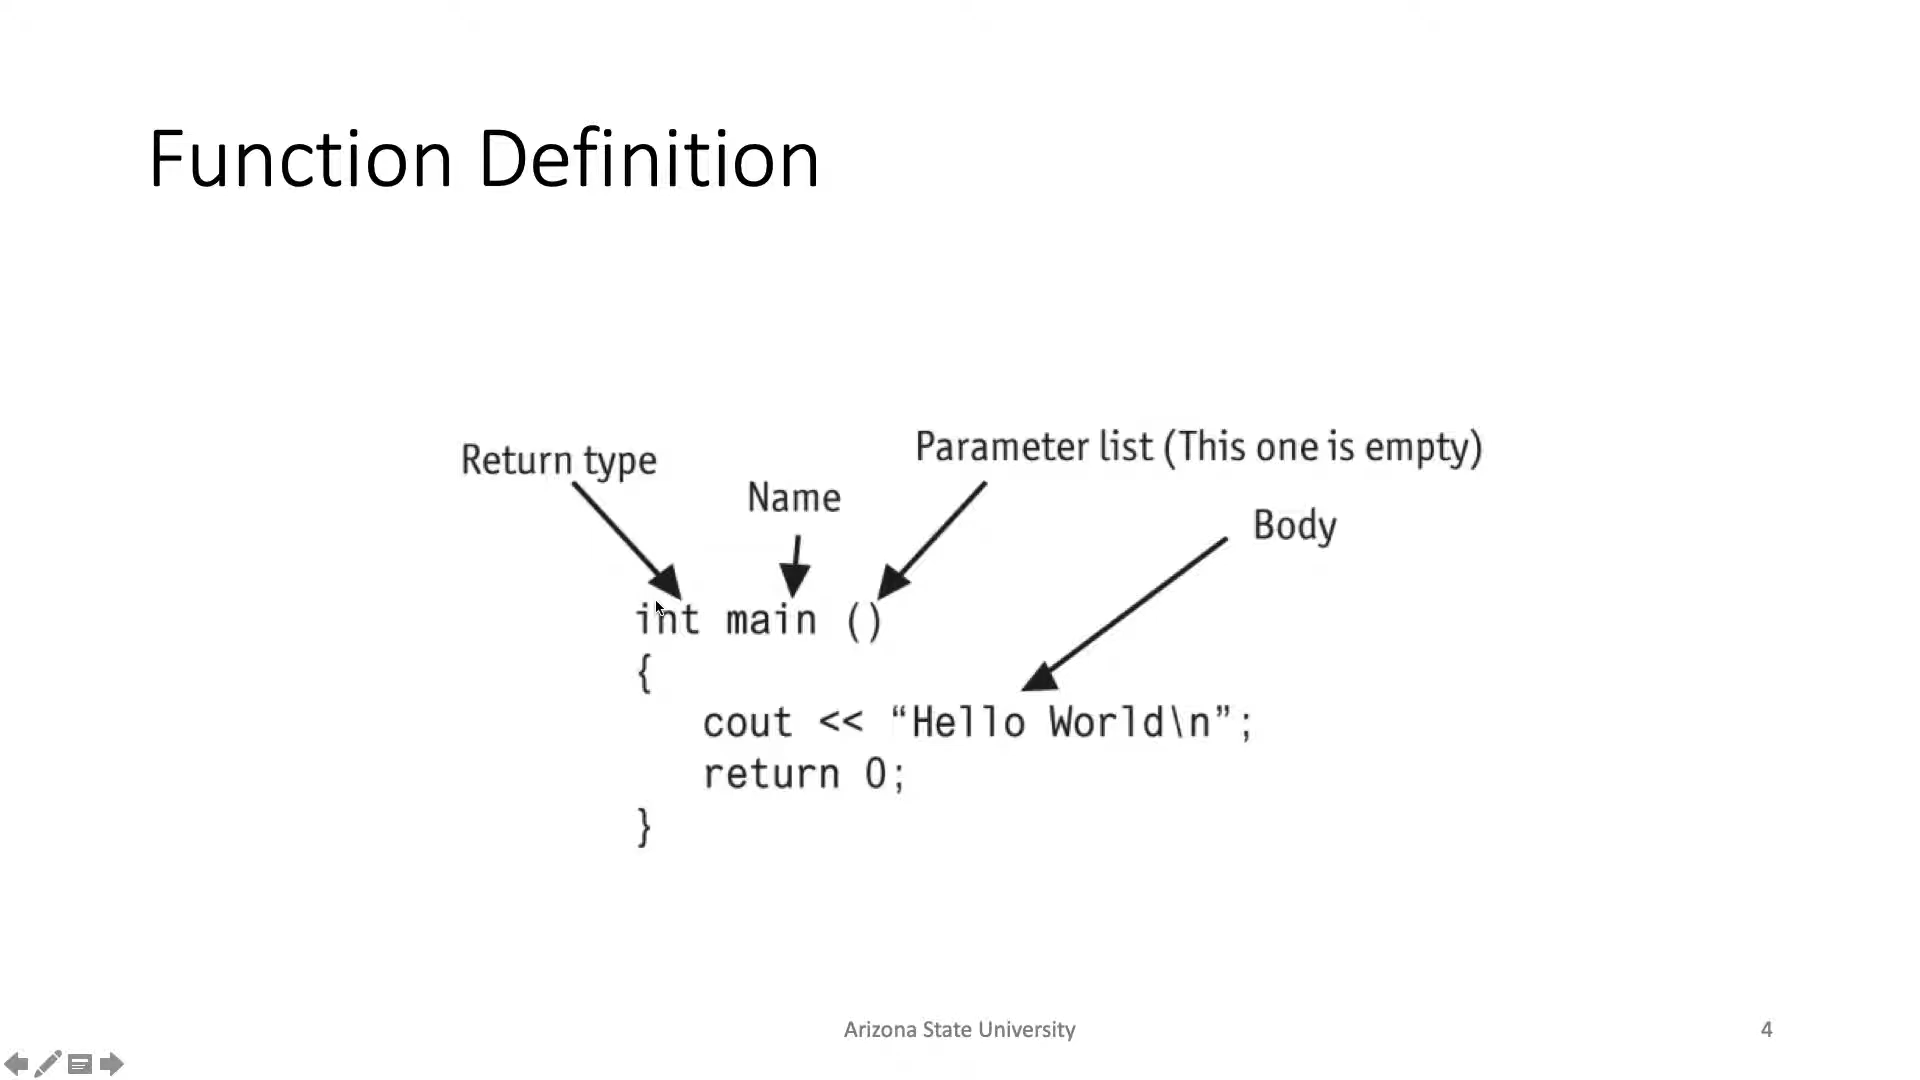 Function Definition
Return type
Name
Parameter list (This one is empty)
Body
int main ()
{
cout << “Hello World\n”;
return 0;
}
Arizona State University
4